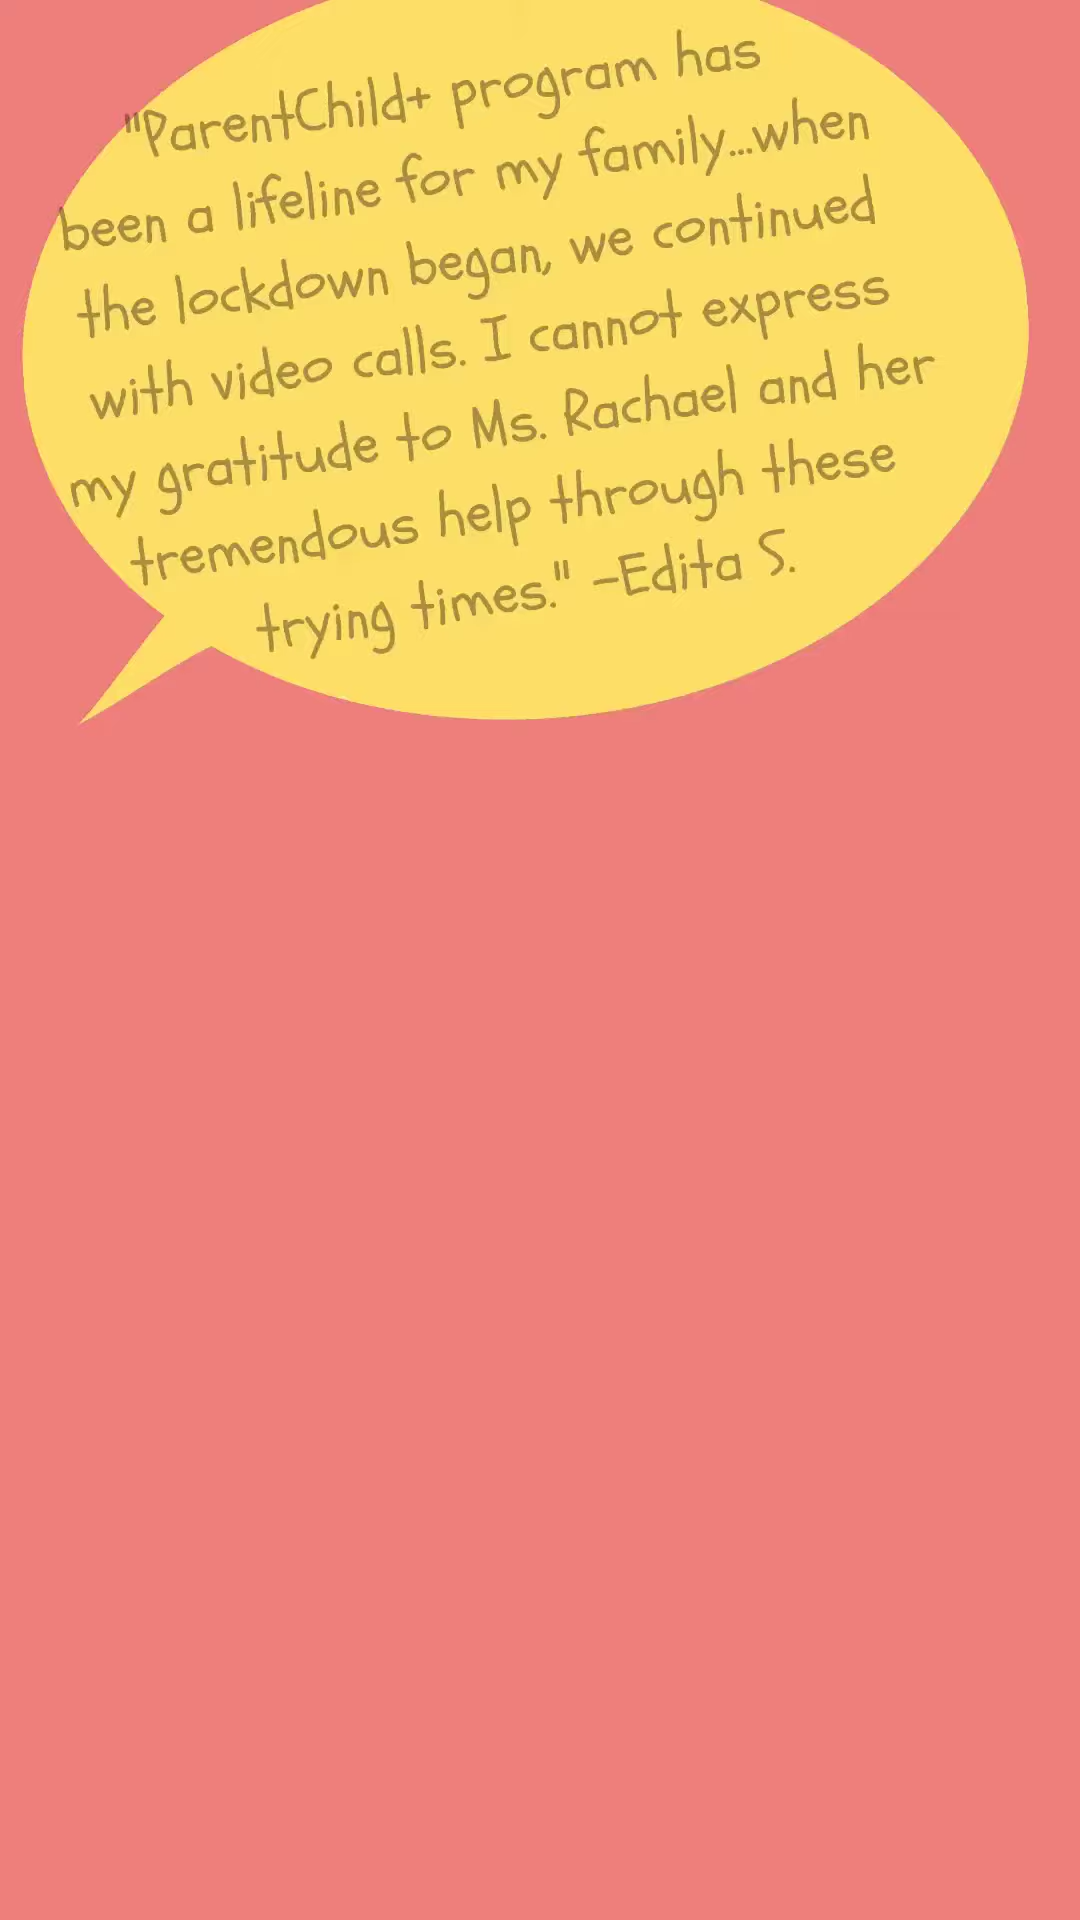 "ParentChild+ program has
been a lifeline for my family...when
the lockdown began, we continued
with video calls. I cannot express
my gratitude to Ms. Rachael and her
tremendous help through these
trying times." -Edita S.